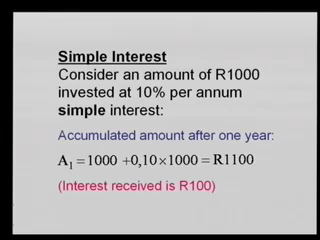 Simple Interest
Consider an amount of R1000
invested at 10% per annum
simple interest:
Accumulated amount after one year:
A₁ = 1000 +0,10×1000 = R1100
(Interest received is R100)